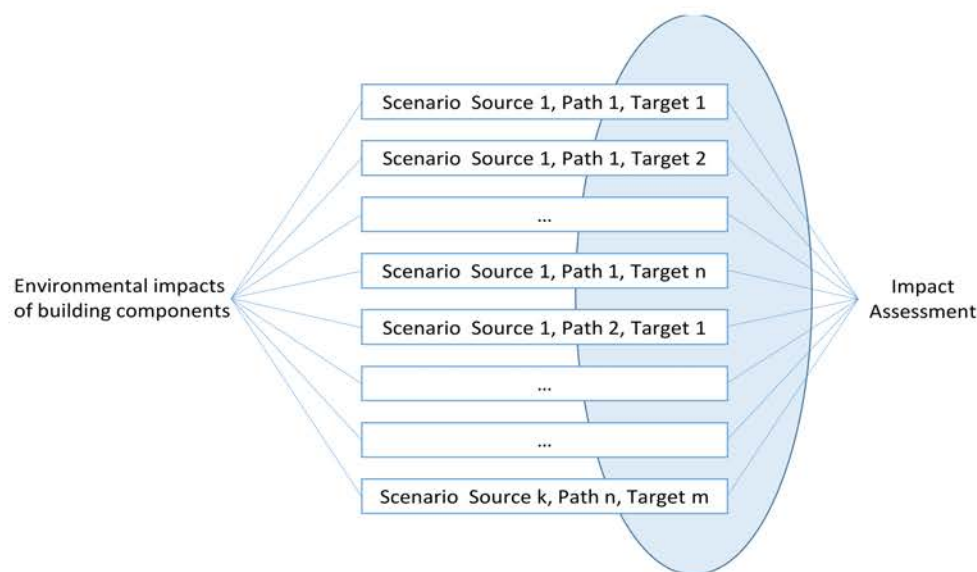 Scenario  Source 1, Path 1, Target 1
Scenario  Source 1, Path 1, Target 2
...
Scenario  Source 1, Path 1, Target n
Scenario  Source 1, Path 2, Target 1
...
...
Scenario  Source k, Path n, Target m
Environmental impacts
of building components
Impact
Assessment